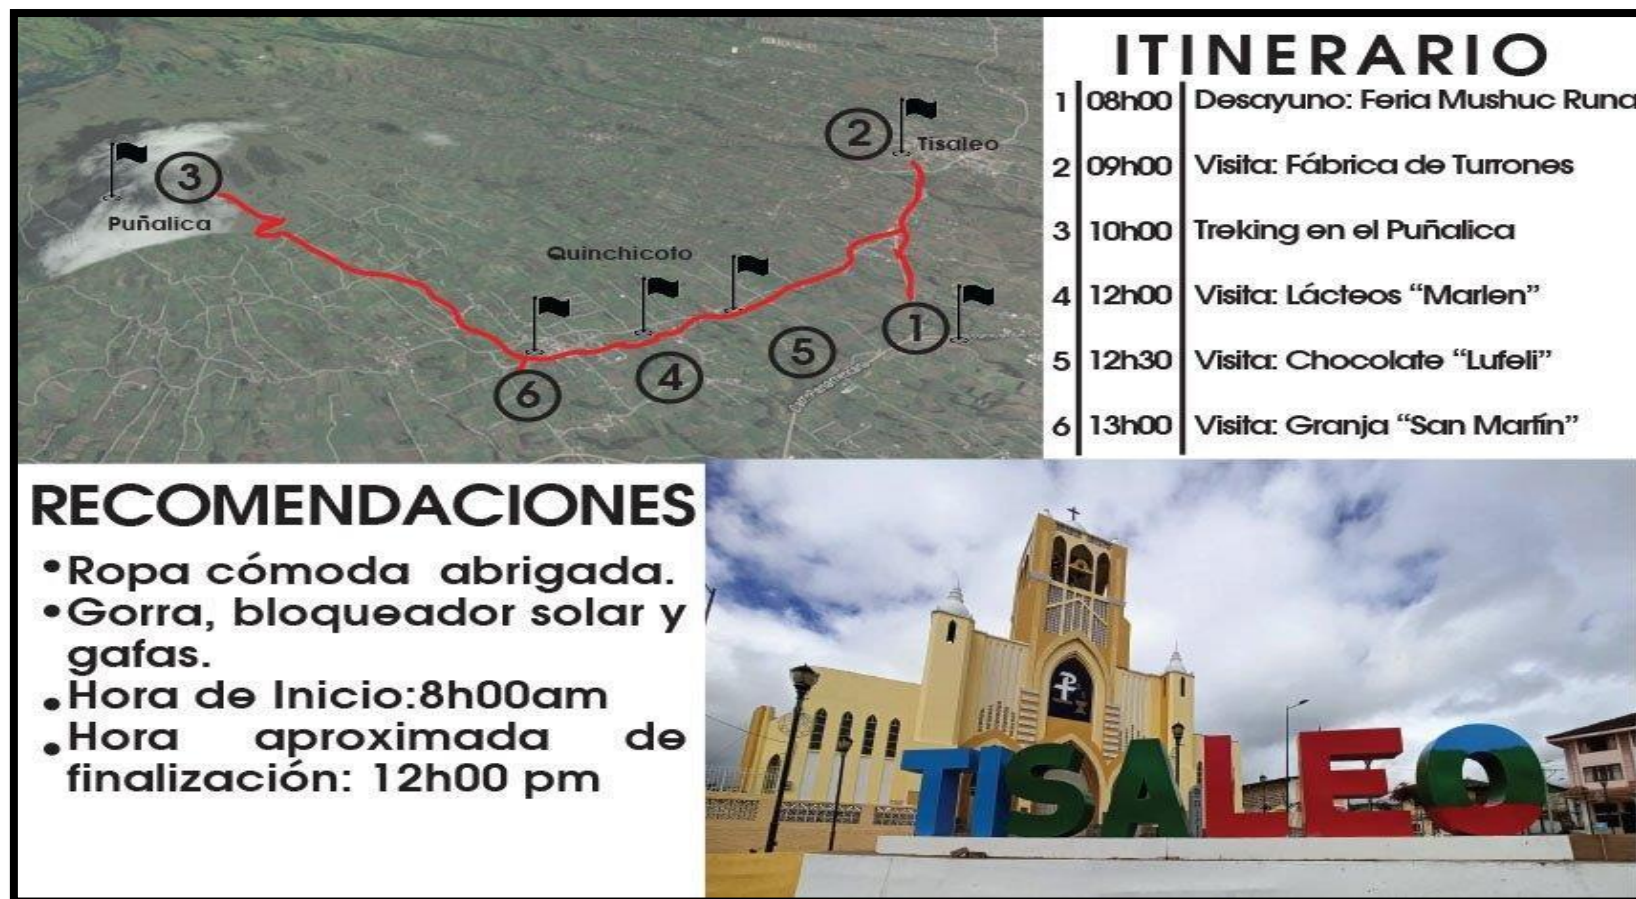 ITINERARIO
1 08h00 Desayuno: Feria Mushuc Runa
2 09h00 Visita: Fábrica de Turrones
3 10h00 Treking en el Puñalica
4 12h00 Visita: Lácteos “Marlen”
5 12h30 Visita: Chocolate “Lufeli”
6 13h00 Visita: Granja “San Martín”
2
Tisaleo
3
Puñalica
Quinchicoto
1
5
4
6
RECOMENDACIONES
• Ropa cómoda abrigada.
• Gorra, bloqueador solar y
gafas.
• Hora de Inicio:8h00am
• Hora aproximada de
finalización: 12h00 pm
TISALEO